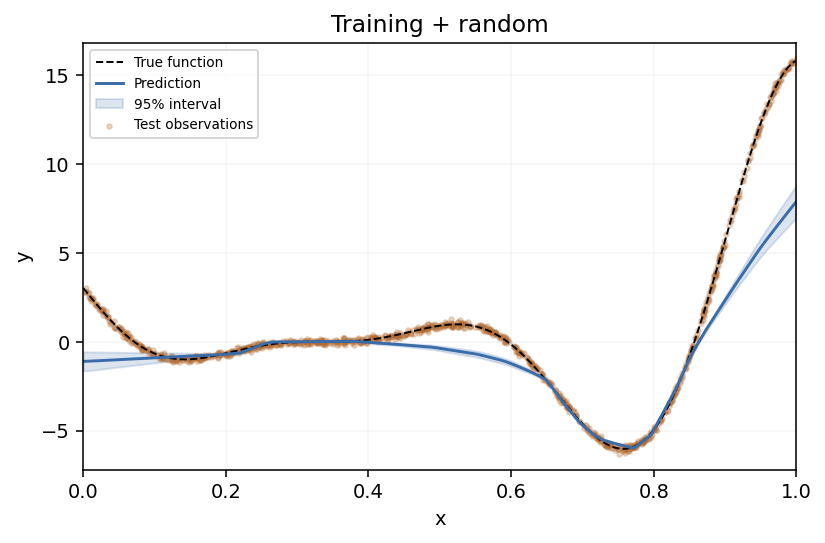 Training + random
True function
Prediction
95% interval
Test observations
15
10
5
0
−5
y
0.0 0.2 0.4 0.6 0.8 1.0
x